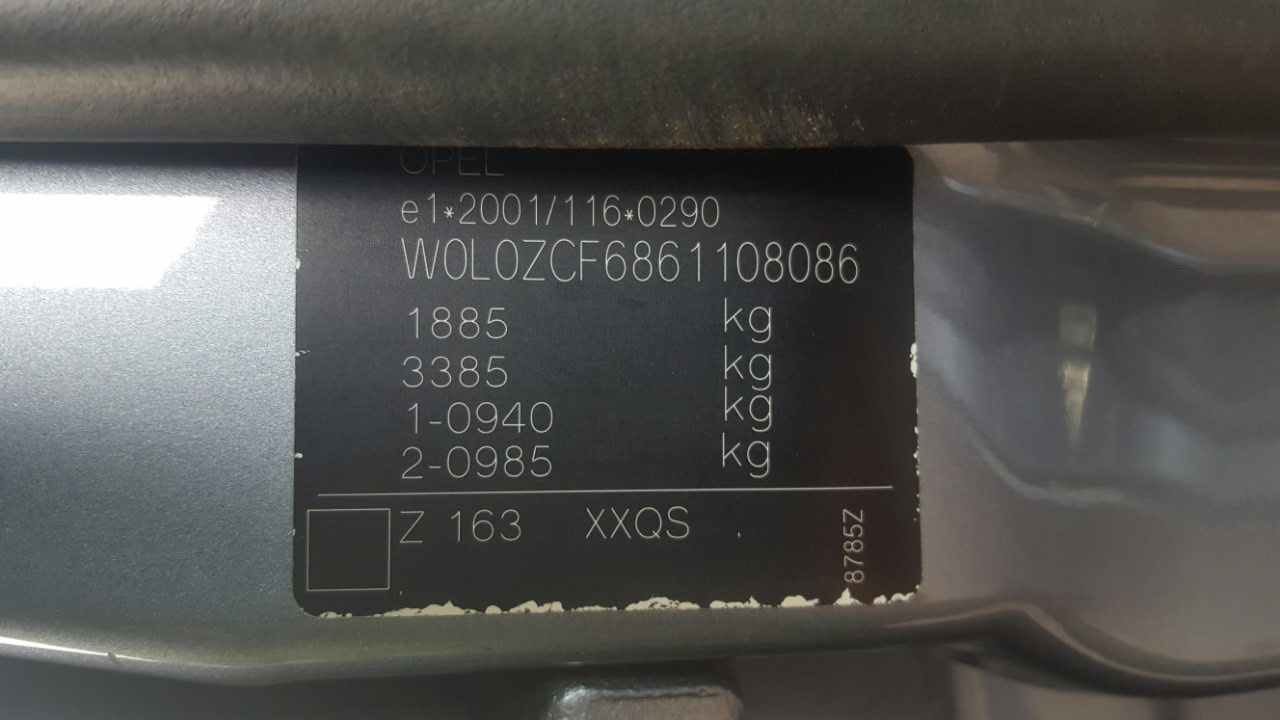 OPEL
e1*2001/116*0290
W0L0ZCF6861108086
1885 kg
3385 kg
1-0940 kg
2-0985 kg
Z 163 XXQS
8785Z